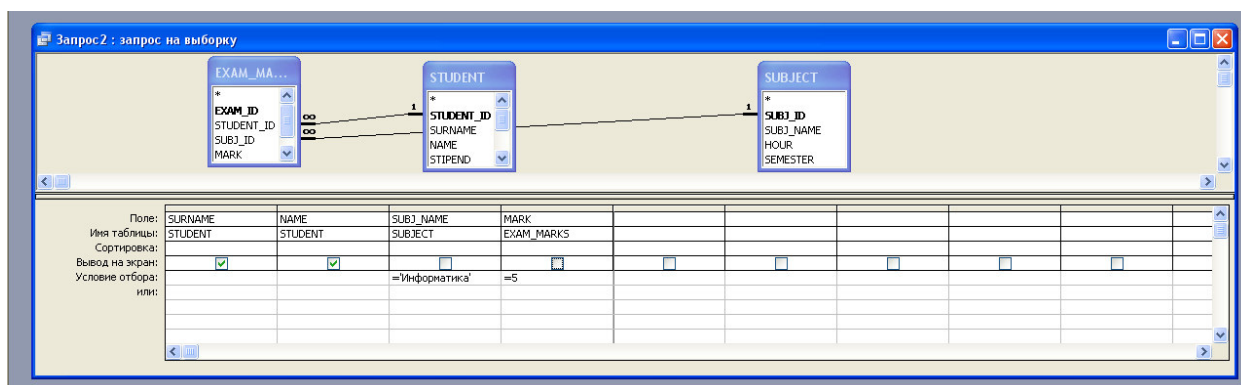 Запрос2 : запрос на выборку
EXAM_MA...
*
EXAM_ID
STUDENT_ID
SUBJ_ID
MARK
∞
∞
1
STUDENT
*
STUDENT_ID
SURNAME
NAME
STIPEND
1
SUBJECT
*
SUBJ_ID
SUBJ_NAME
HOUR
SEMESTER
Поле: SURNAME NAME SUBJ_NAME MARK
Имя таблицы: STUDENT STUDENT SUBJECT EXAM_MARKS
Сортировка:
Вывод на экран:
Условие отбора: ='Информатика' =5
или: